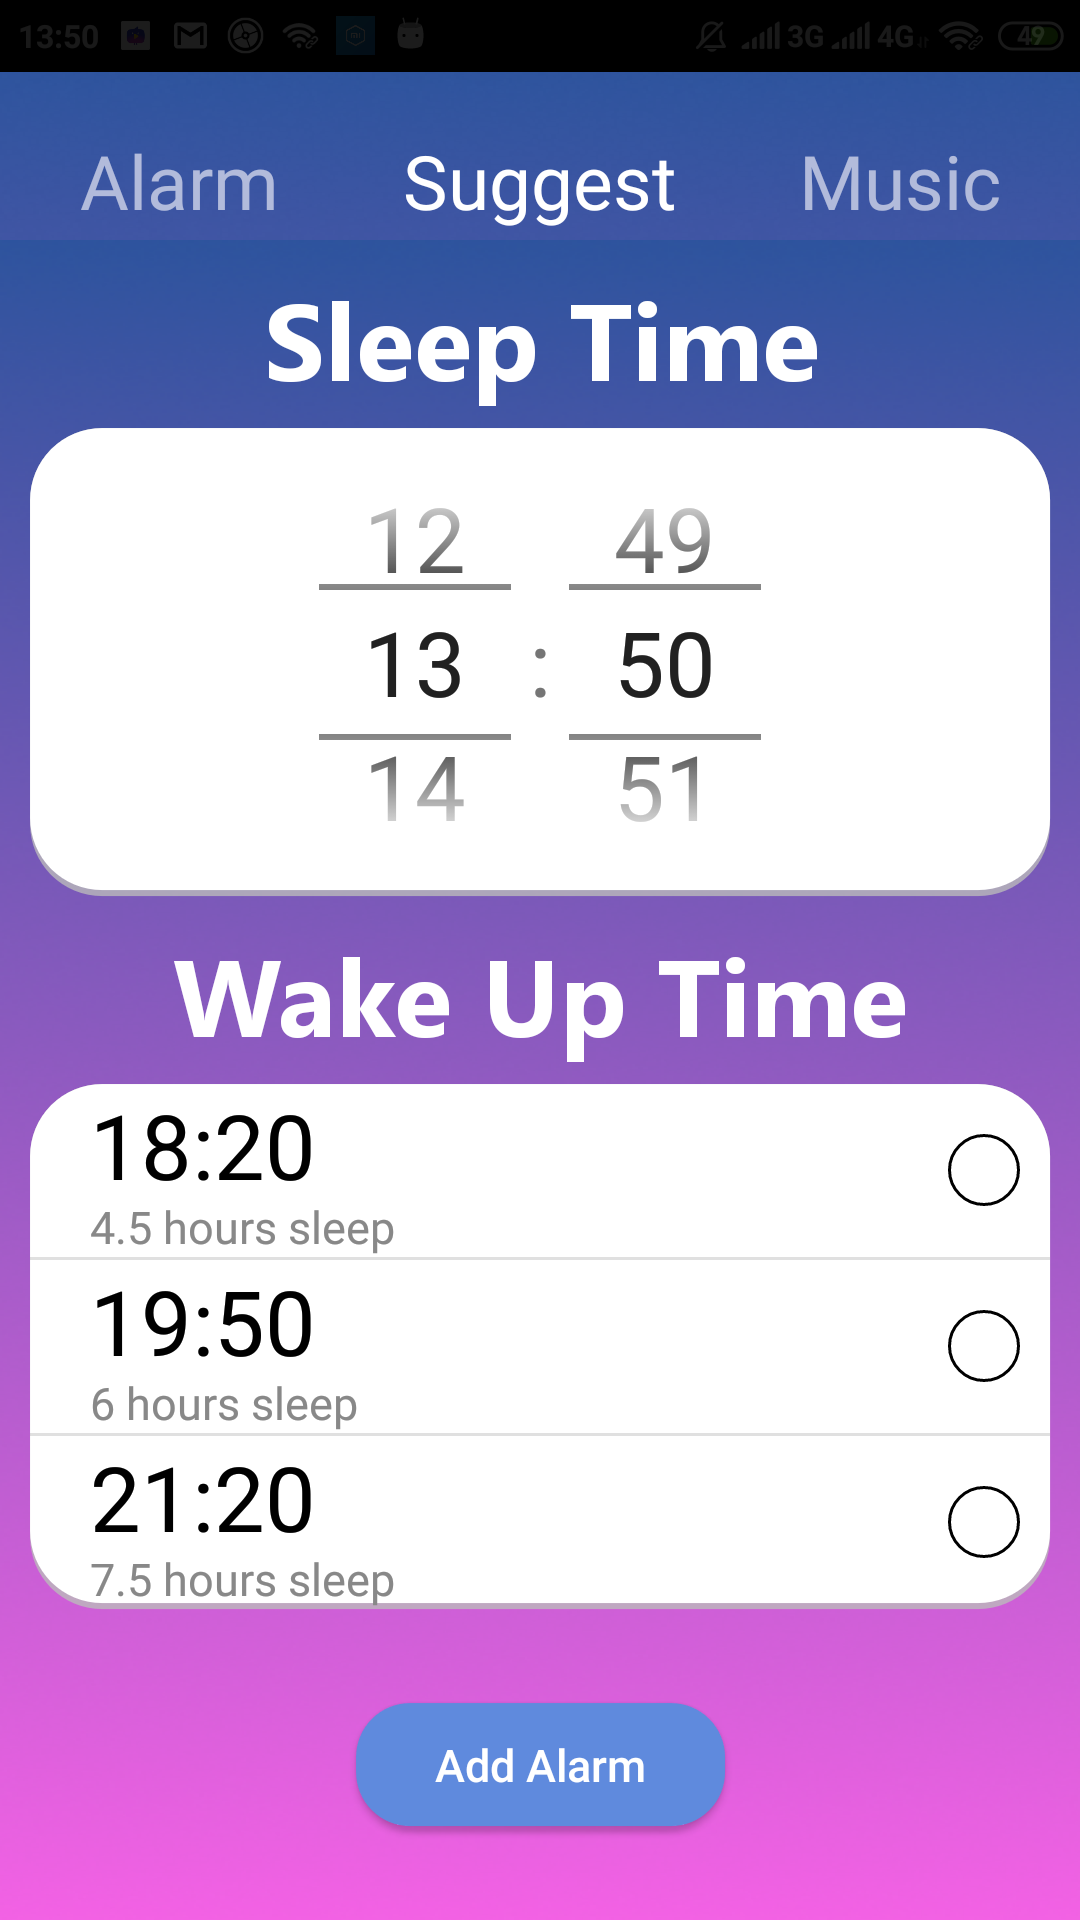 13:50 3G 4G 49
Alarm Suggest Music
Sleep Time
12 49
13 : 50
14 51
Wake Up Time
18:20
4.5 hours sleep
19:50
6 hours sleep
21:20
7.5 hours sleep
Add Alarm